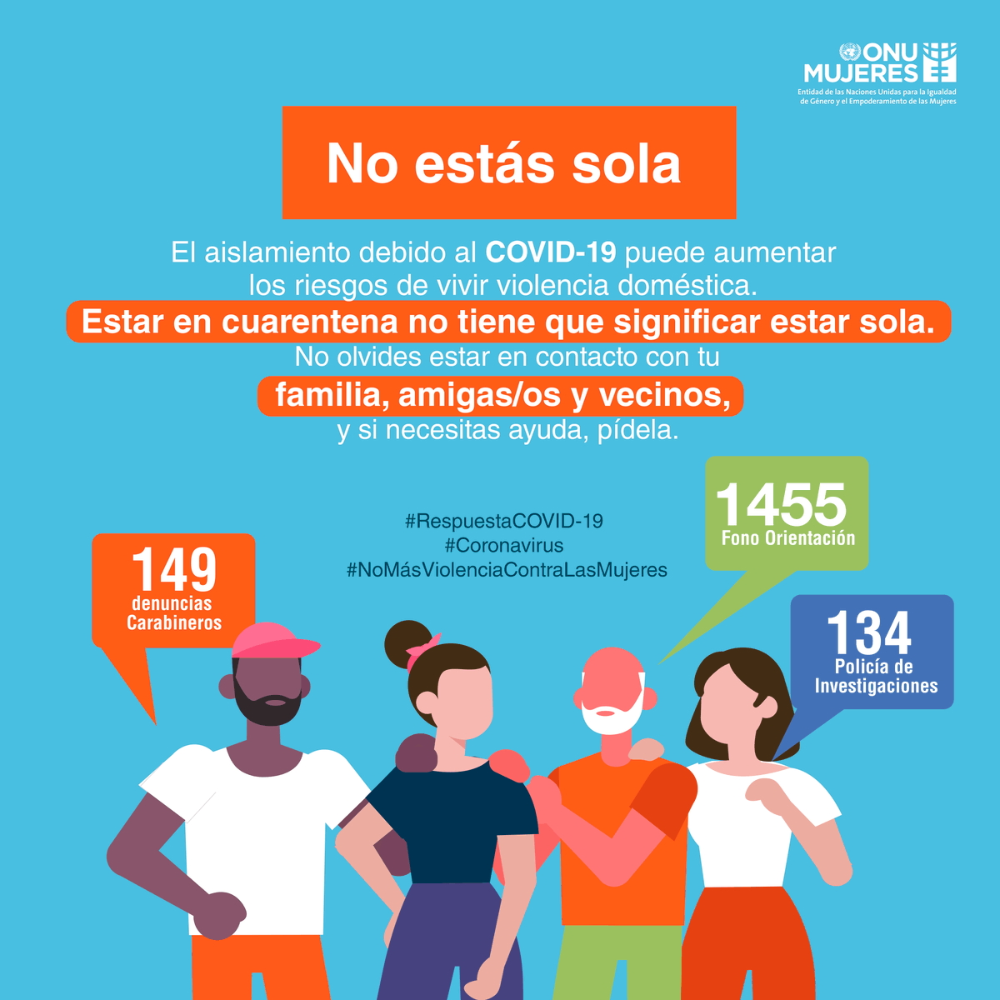 ONU
MUJERES
Entidad de las Naciones Unidas para la Igualdad
de Género y el Empoderamiento de las Mujeres
No estás sola
El aislamiento debido al COVID-19 puede aumentar
los riesgos de vivir violencia doméstica.
Estar en cuarentena no tiene que significar estar sola.
No olvides estar en contacto con tu
familia, amigas/os y vecinos,
y si necesitas ayuda, pídela.
#RespuestaCOVID-19
#Coronavirus
#NoMásViolenciaContraLasMujeres
1455
Fono Orientación
149
denuncias
Carabineros
134
Policía de
Investigaciones